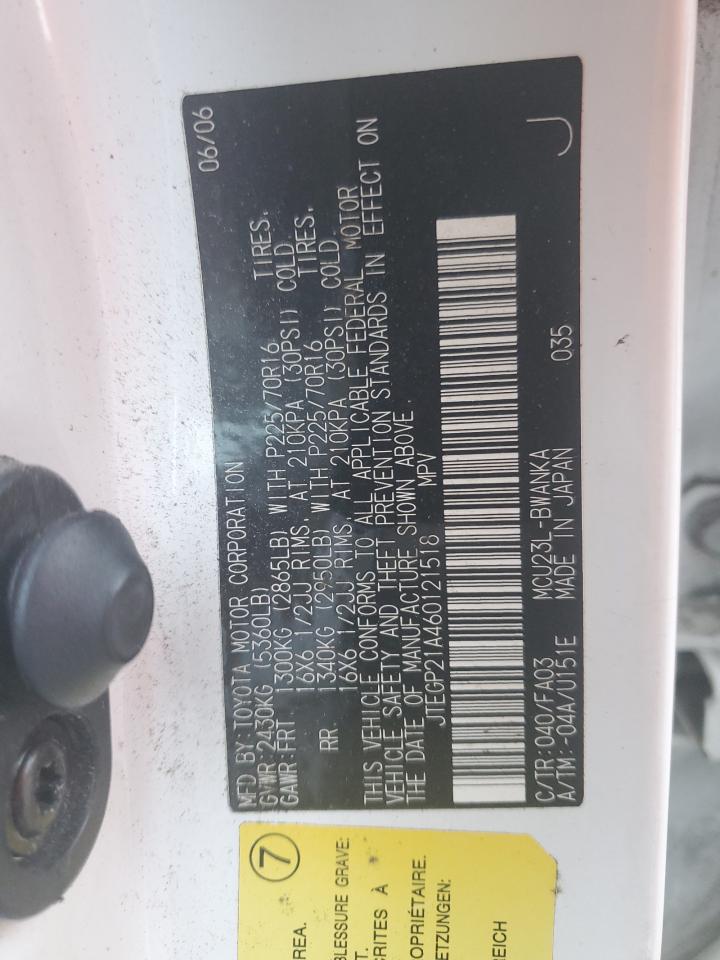 MFD BY:TOYOTA MOTOR CORPORATION 06/06
GVWR:2430KG (5360LB)
GAWR:FRT 1300KG (2865LB) WITH P225/70R16 TIRES,
16X6 1/2JJ RIMS, AT 210KPA (30PSI) COLD
RR. 1340KG (2950LB) WITH P225/70R16 TIRES,
16X6 1/2JJ RIMS, AT 210KPA (30PSI) COLD
THIS VEHICLE CONFORMS TO ALL APPLICABLE FEDERAL MOTOR
VEHICLE SAFETY AND THEFT PREVENTION STANDARDS IN EFFECT ON
THE DATE OF MANUFACTURE SHOWN ABOVE.
JTEGP21A460121518 MPV
C/TR:040/FA03 MCU23L-BWANKA 035 J
A/TM:-04A/U151E MADE IN JAPAN
7
REA.
BLESSURE GRAVE:
T.
CRITES À
OPRIÉTAIRE.
ETZUNGEN:
REICH